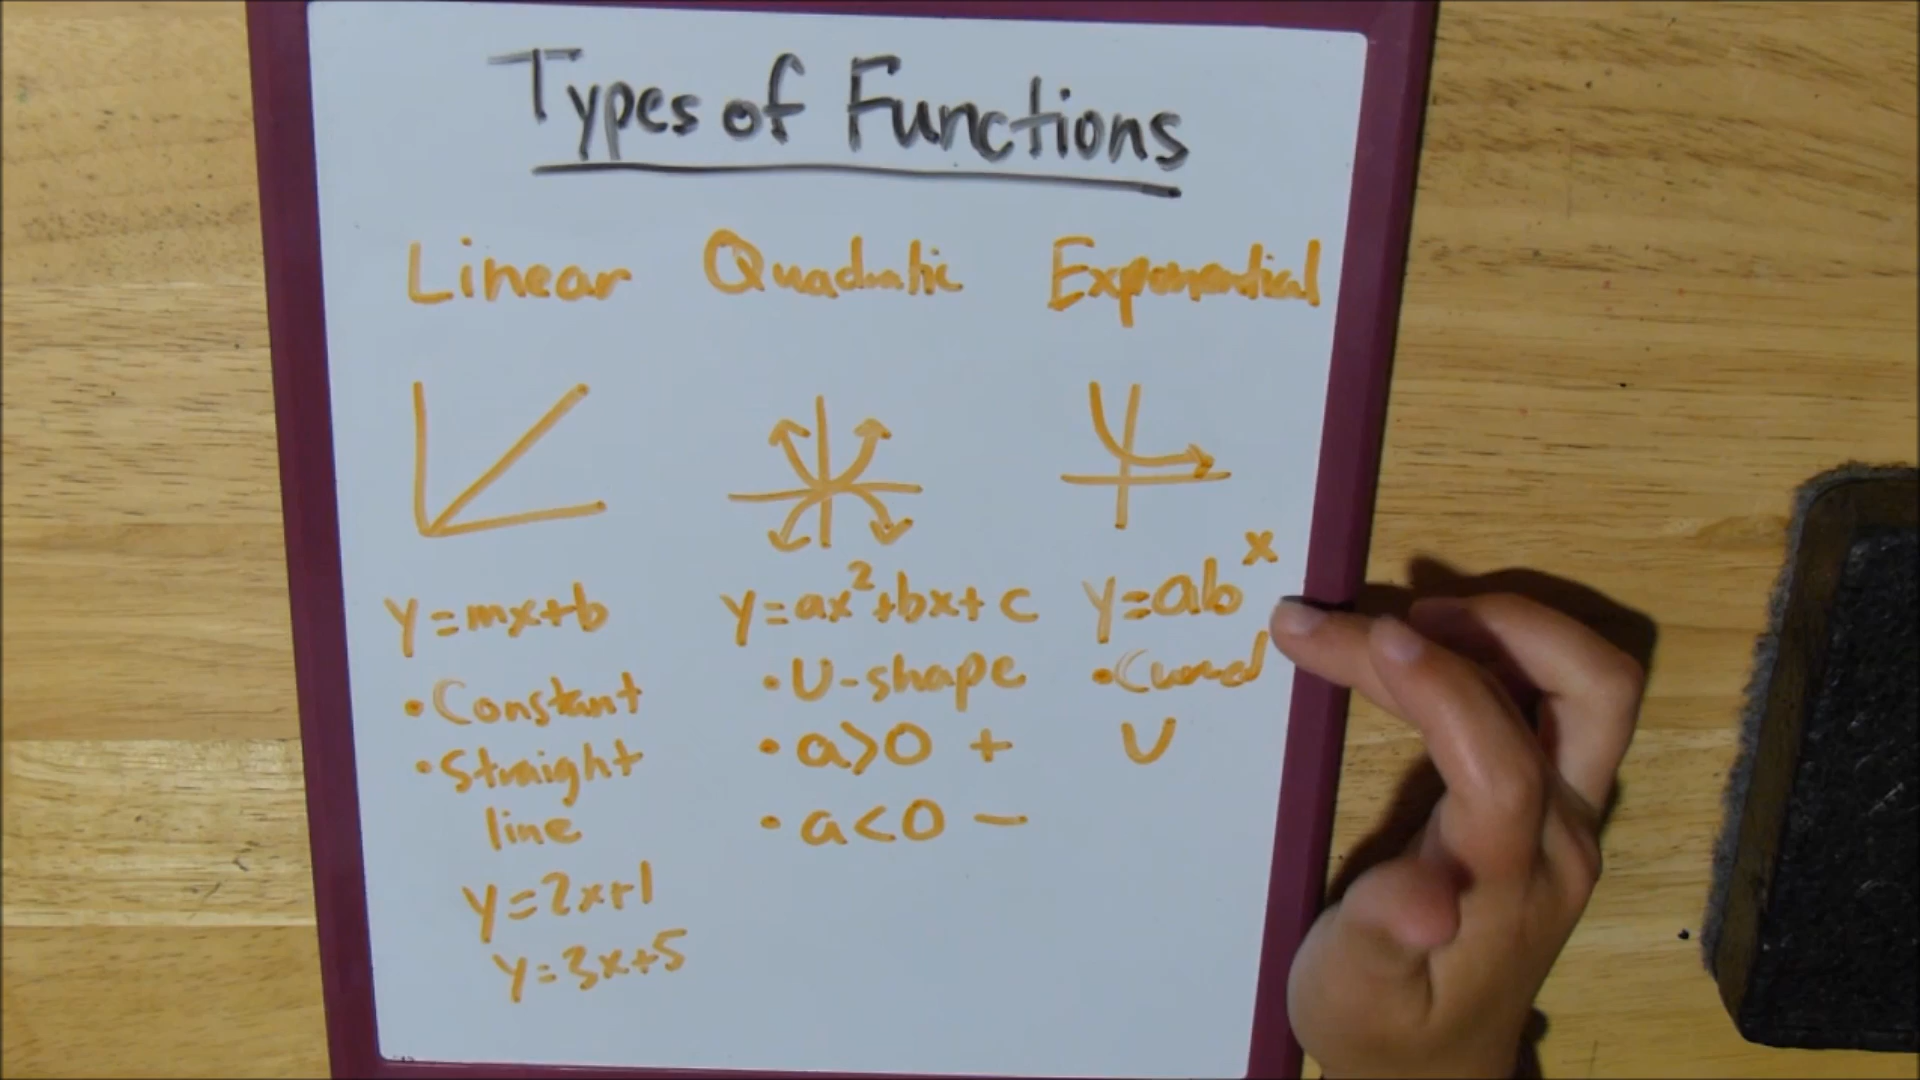 Types of Functions
Linear
Quadratic
Exponential
y=mx+b
• Constant
• Straight
line
y=2x+1
y=3x+5
y=ax²+bx+c
• U-shape
• a>0 +
• a<0 −
y=abˣ
• Curved
U